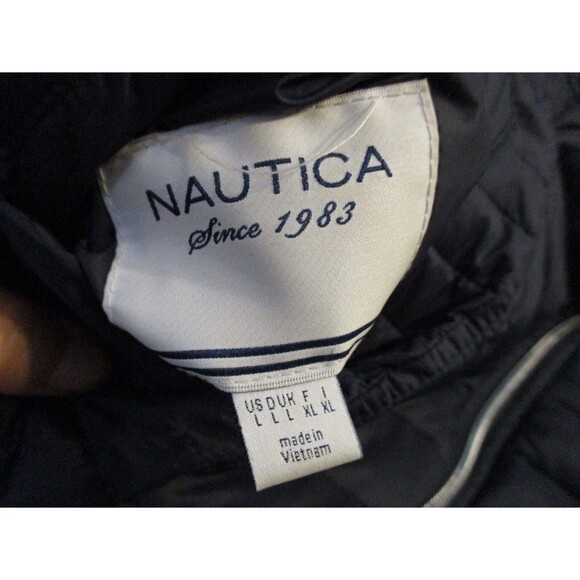 NAUTICA
Since 1983
US D UK F I
L L L XL XL
made in
Vietnam